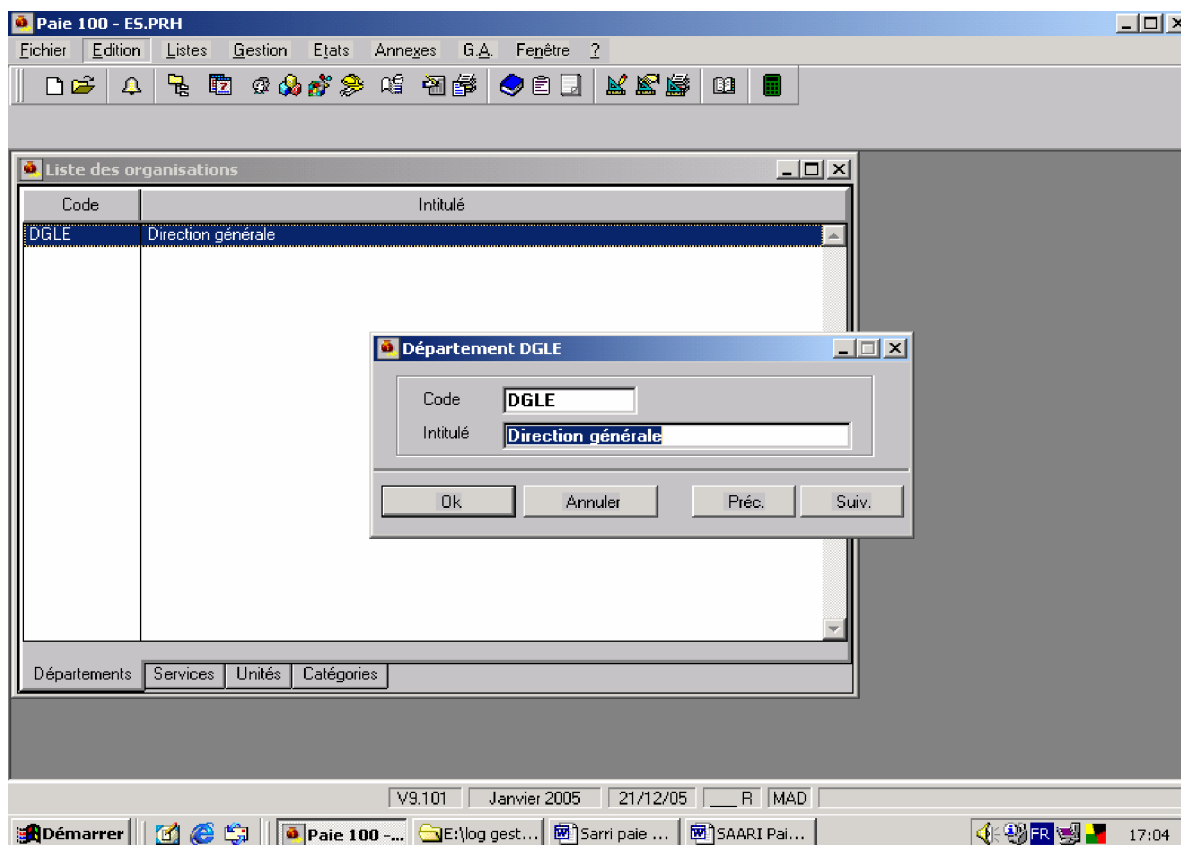 Paie 100 - ES.PRH
Fichier Edition Listes Gestion Etats Annexes G.A. Fenêtre ?
Liste des organisations
Code Intitulé
DGLE Direction générale
Département DGLE
Code DGLE
Intitulé Direction générale
Ok Annuler Préc. Suiv.
Départements Services Unités Catégories
V9.101 Janvier 2005 21/12/05 ___ R MAD
Démarrer Paie 100 -... E:\log gest... Sarri paie ... SAARI Pai... FR 17:04